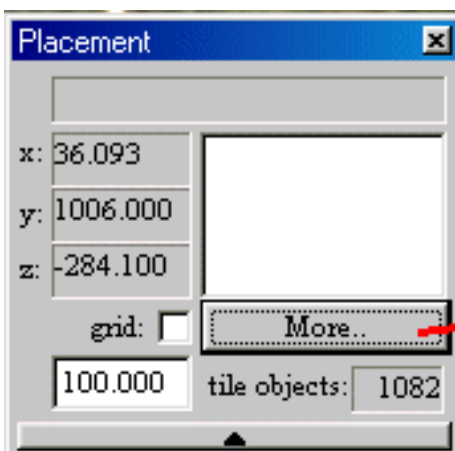 Placement
x: 36.093
y: 1006.000
z: -284.100
grid: More..
100.000 tile objects: 1082